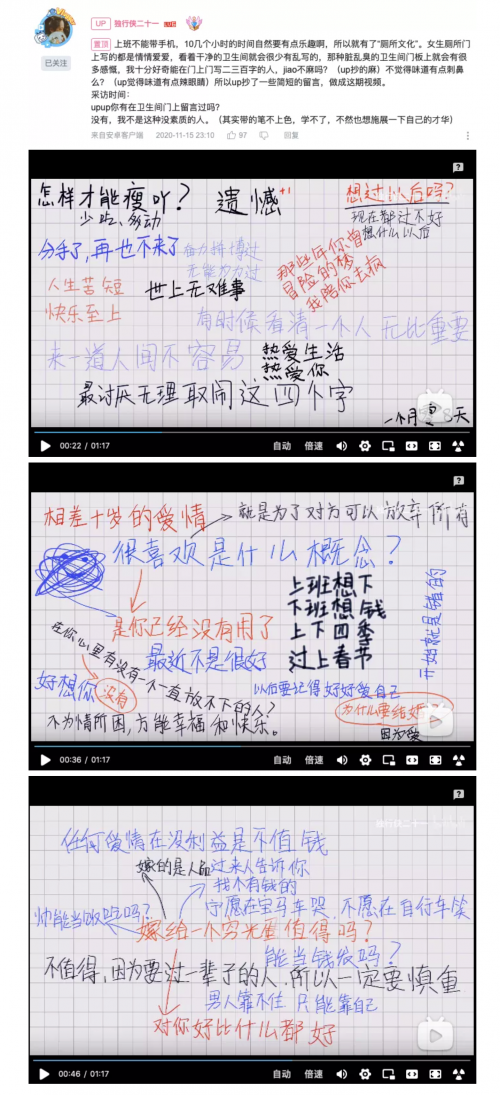 UP 独行侠二十一
已关注
置顶 上班不能带手机,10几个小时的时间自然要有点乐趣啊,所以就有了“厕所文化”。女生厕所门
上写的都是情情爱爱,看着干净的卫生间就会很少有乱写的,那种脏乱臭的卫生间门板上就会有很
多感慨,我十分好奇能在门上门写二三百字的人,jiao不麻吗?(up抄的麻)不觉得味道有点刺鼻
么?(up觉得味道有点辣眼睛)所以up抄了一些简短的留言,做成这期视频。
采访时间:
upup你有在卫生间门上留言过吗?
没有,我不是这种没素质的人。(其实带的笔不上色,学不了,不然也想施展一下自己的才华)
来自安卓客户端 2020-11-15 23:10 97 回复
怎样才能瘦吖?
少吃、多动
遗憾+1
想过以后吗?
现在都过不好
想什么以后
分手了,再也不来了
奋力拼搏过
无能为力过
那些年你曾
冒险的梦
我陪你去疯
人生苦短
快乐至上
世上无难事
有时候看清一个人 无比重要
来一道人间不容易
热爱生活
热爱你
最讨厌无理取闹这四个字
00:22 / 01:17
自动 倍速
相差十岁的爱情
就是为了对方可以 放弃所有
很喜欢是什么概念?
是你已经没有用了
上班想下
下班想钱
上下四季
过上春节
开始就是错的
在你心里有没有一个一直放不下的人?
没有
最近不是很好
好想你
以后要记得好好爱自己
为什么要结婚
因为爱
不为情所困,方能幸福和快乐。
00:36 / 01:17
自动 倍速
独行侠二十一
任何爱情在没利益是不值钱
嫁的是人品
过来人告诉你
找个有钱的
宁愿在宝马车哭,不愿在自行车笑
帅能当饭吃吗?
嫁给一个穷光蛋值得吗?
能当钱花吗?
不值得,因为要过一辈子的人,所以一定要慎重
男人靠不住 只能靠自己
对你好比什么都好
00:46 / 01:17
自动 倍速